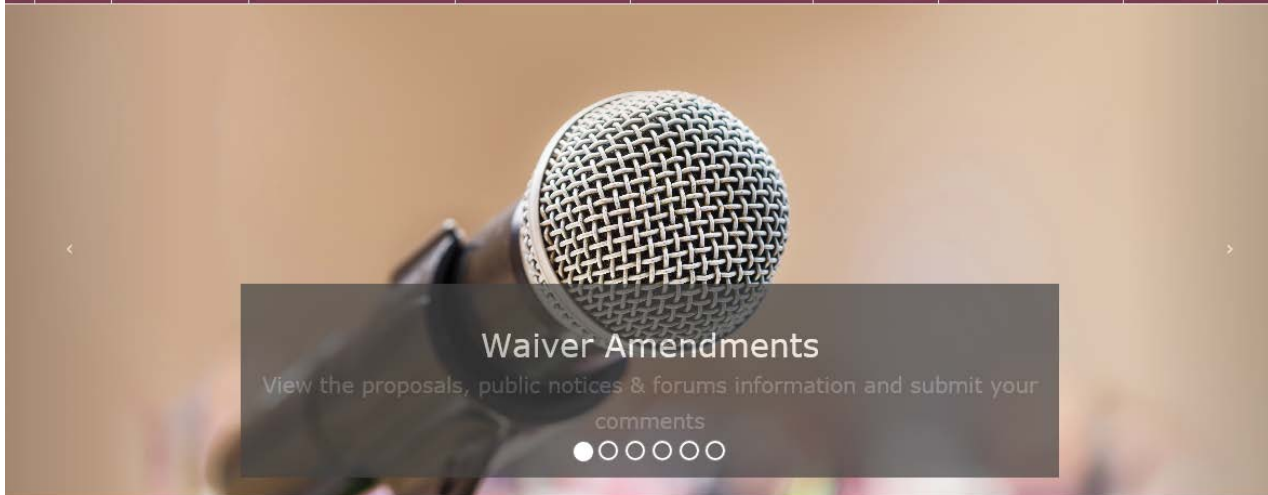 Waiver Amendments
View the proposals, public notices & forums information and submit your
comments